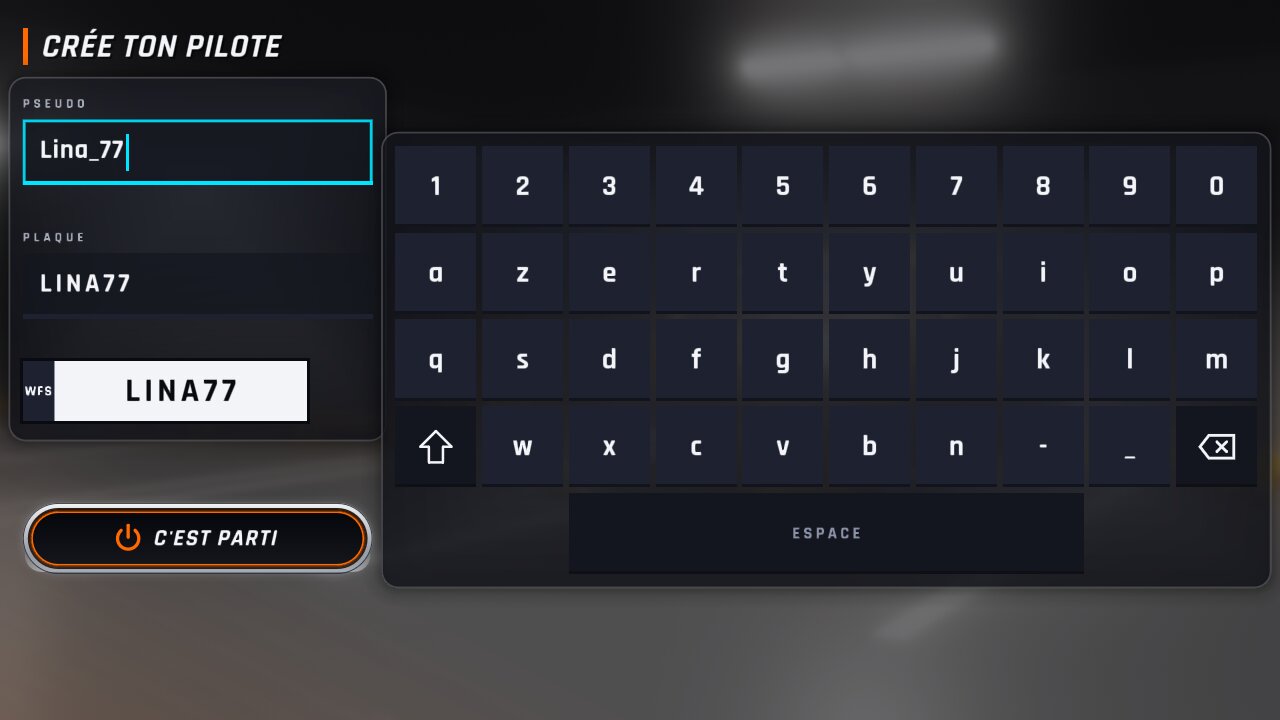 CRÉE TON PILOTE
PSEUDO
Lina_77
PLAQUE
LINA77
WFS LINA77
C'EST PARTI
1 2 3 4 5 6 7 8 9 0
a z e r t y u i o p
q s d f g h j k l m
w x c v b n - _
ESPACE